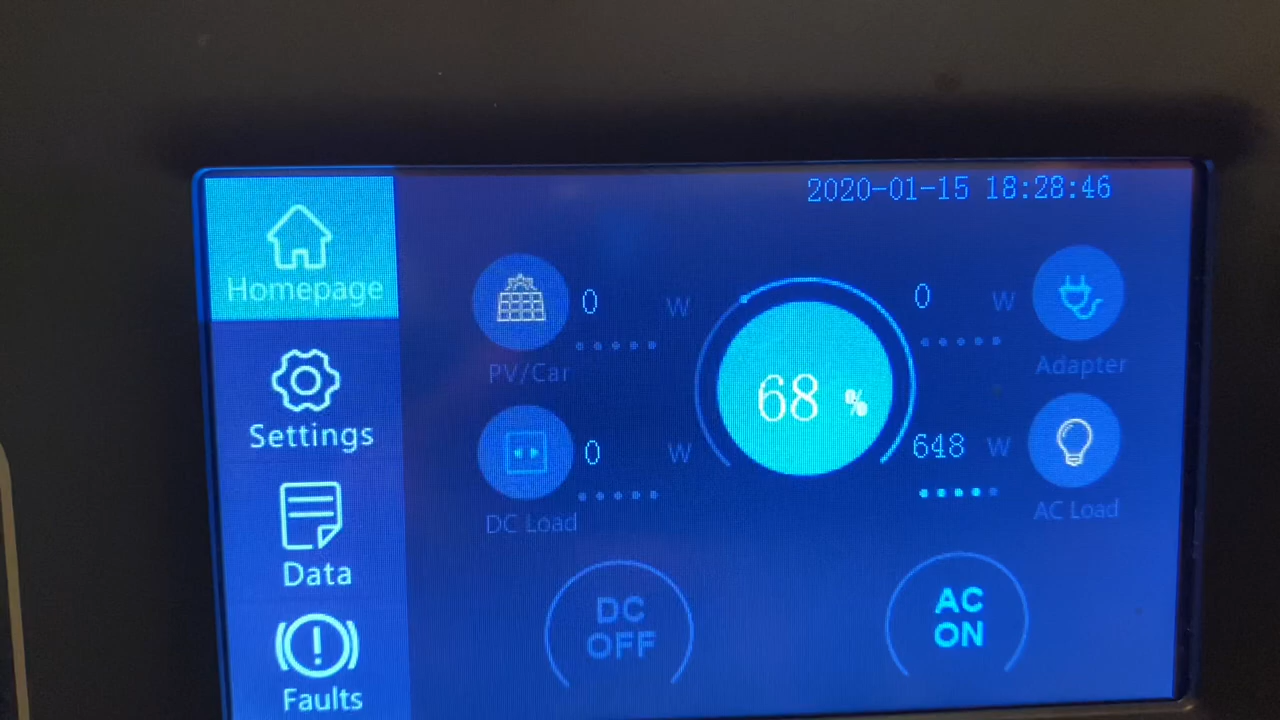 2020-01-15 18:28:46
Homepage
Settings
Data
Faults
0 W
PV/Car
0 W
DC Load
68 %
0 W
Adapter
648 W
AC Load
DC
OFF
AC
ON